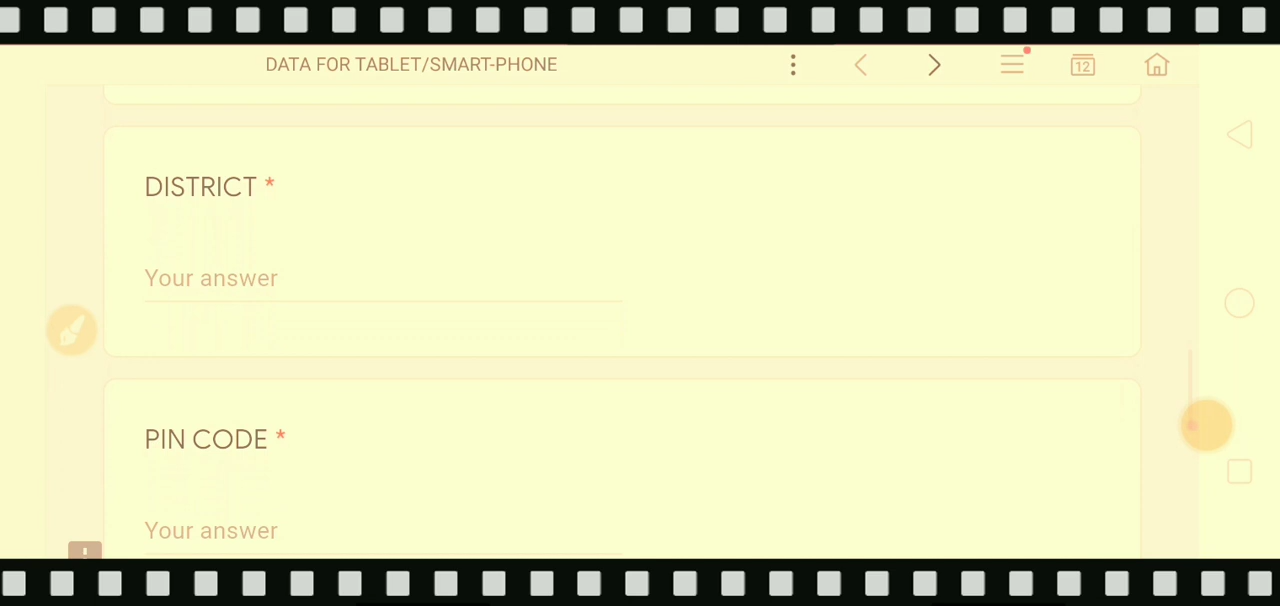 DATA FOR TABLET/SMART-PHONE
12
DISTRICT *
Your answer
PIN CODE *
Your answer
!